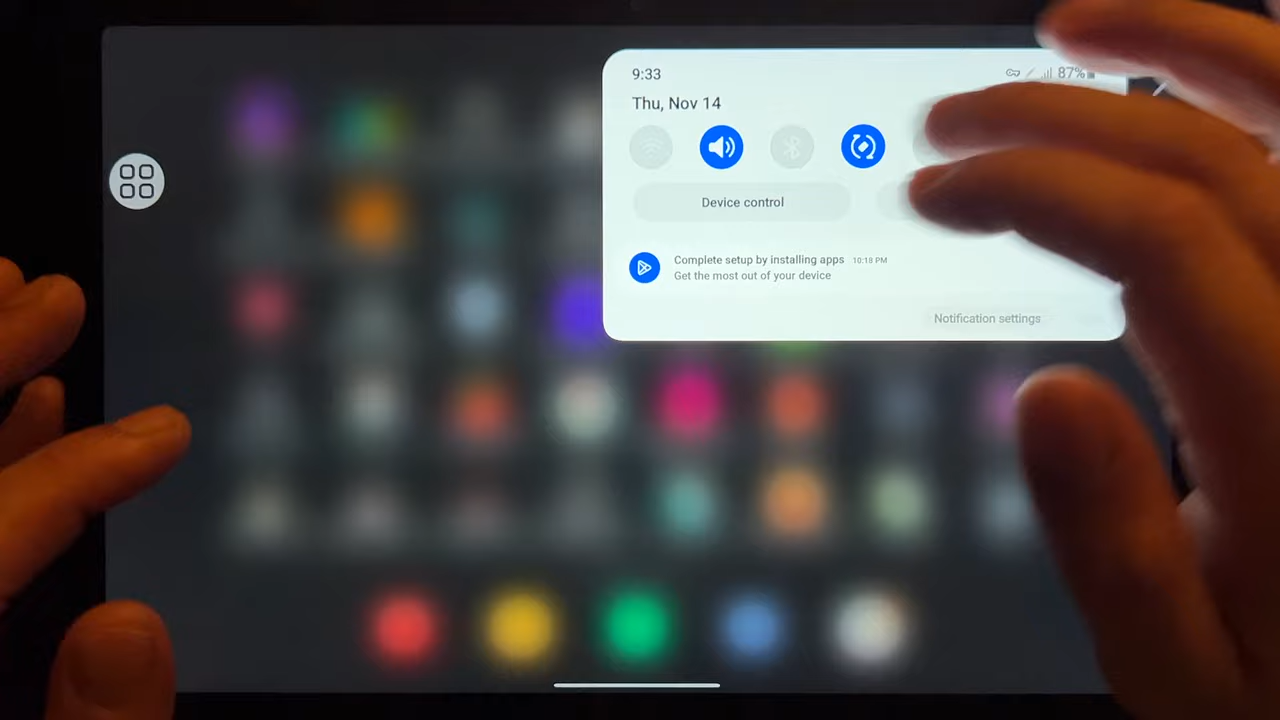 9:33
87%
Thu, Nov 14
Device control
Complete setup by installing apps 10:18 PM
Get the most out of your device
Notification settings